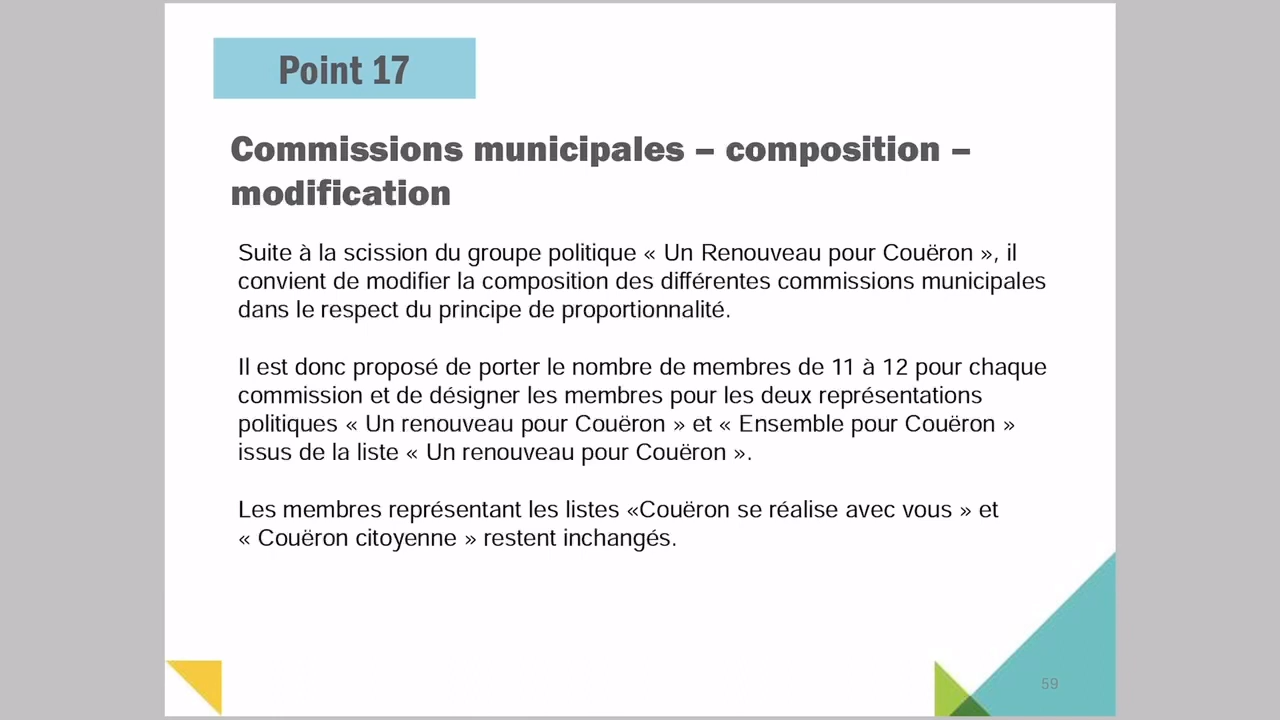 Point 17
Commissions municipales – composition –
modification
Suite à la scission du groupe politique « Un Renouveau pour Couëron », il
convient de modifier la composition des différentes commissions municipales
dans le respect du principe de proportionnalité.
Il est donc proposé de porter le nombre de membres de 11 à 12 pour chaque
commission et de désigner les membres pour les deux représentations
politiques « Un renouveau pour Couëron » et « Ensemble pour Couëron »
issus de la liste « Un renouveau pour Couëron ».
Les membres représentant les listes «Couëron se réalise avec vous » et
« Couëron citoyenne » restent inchangés.
59